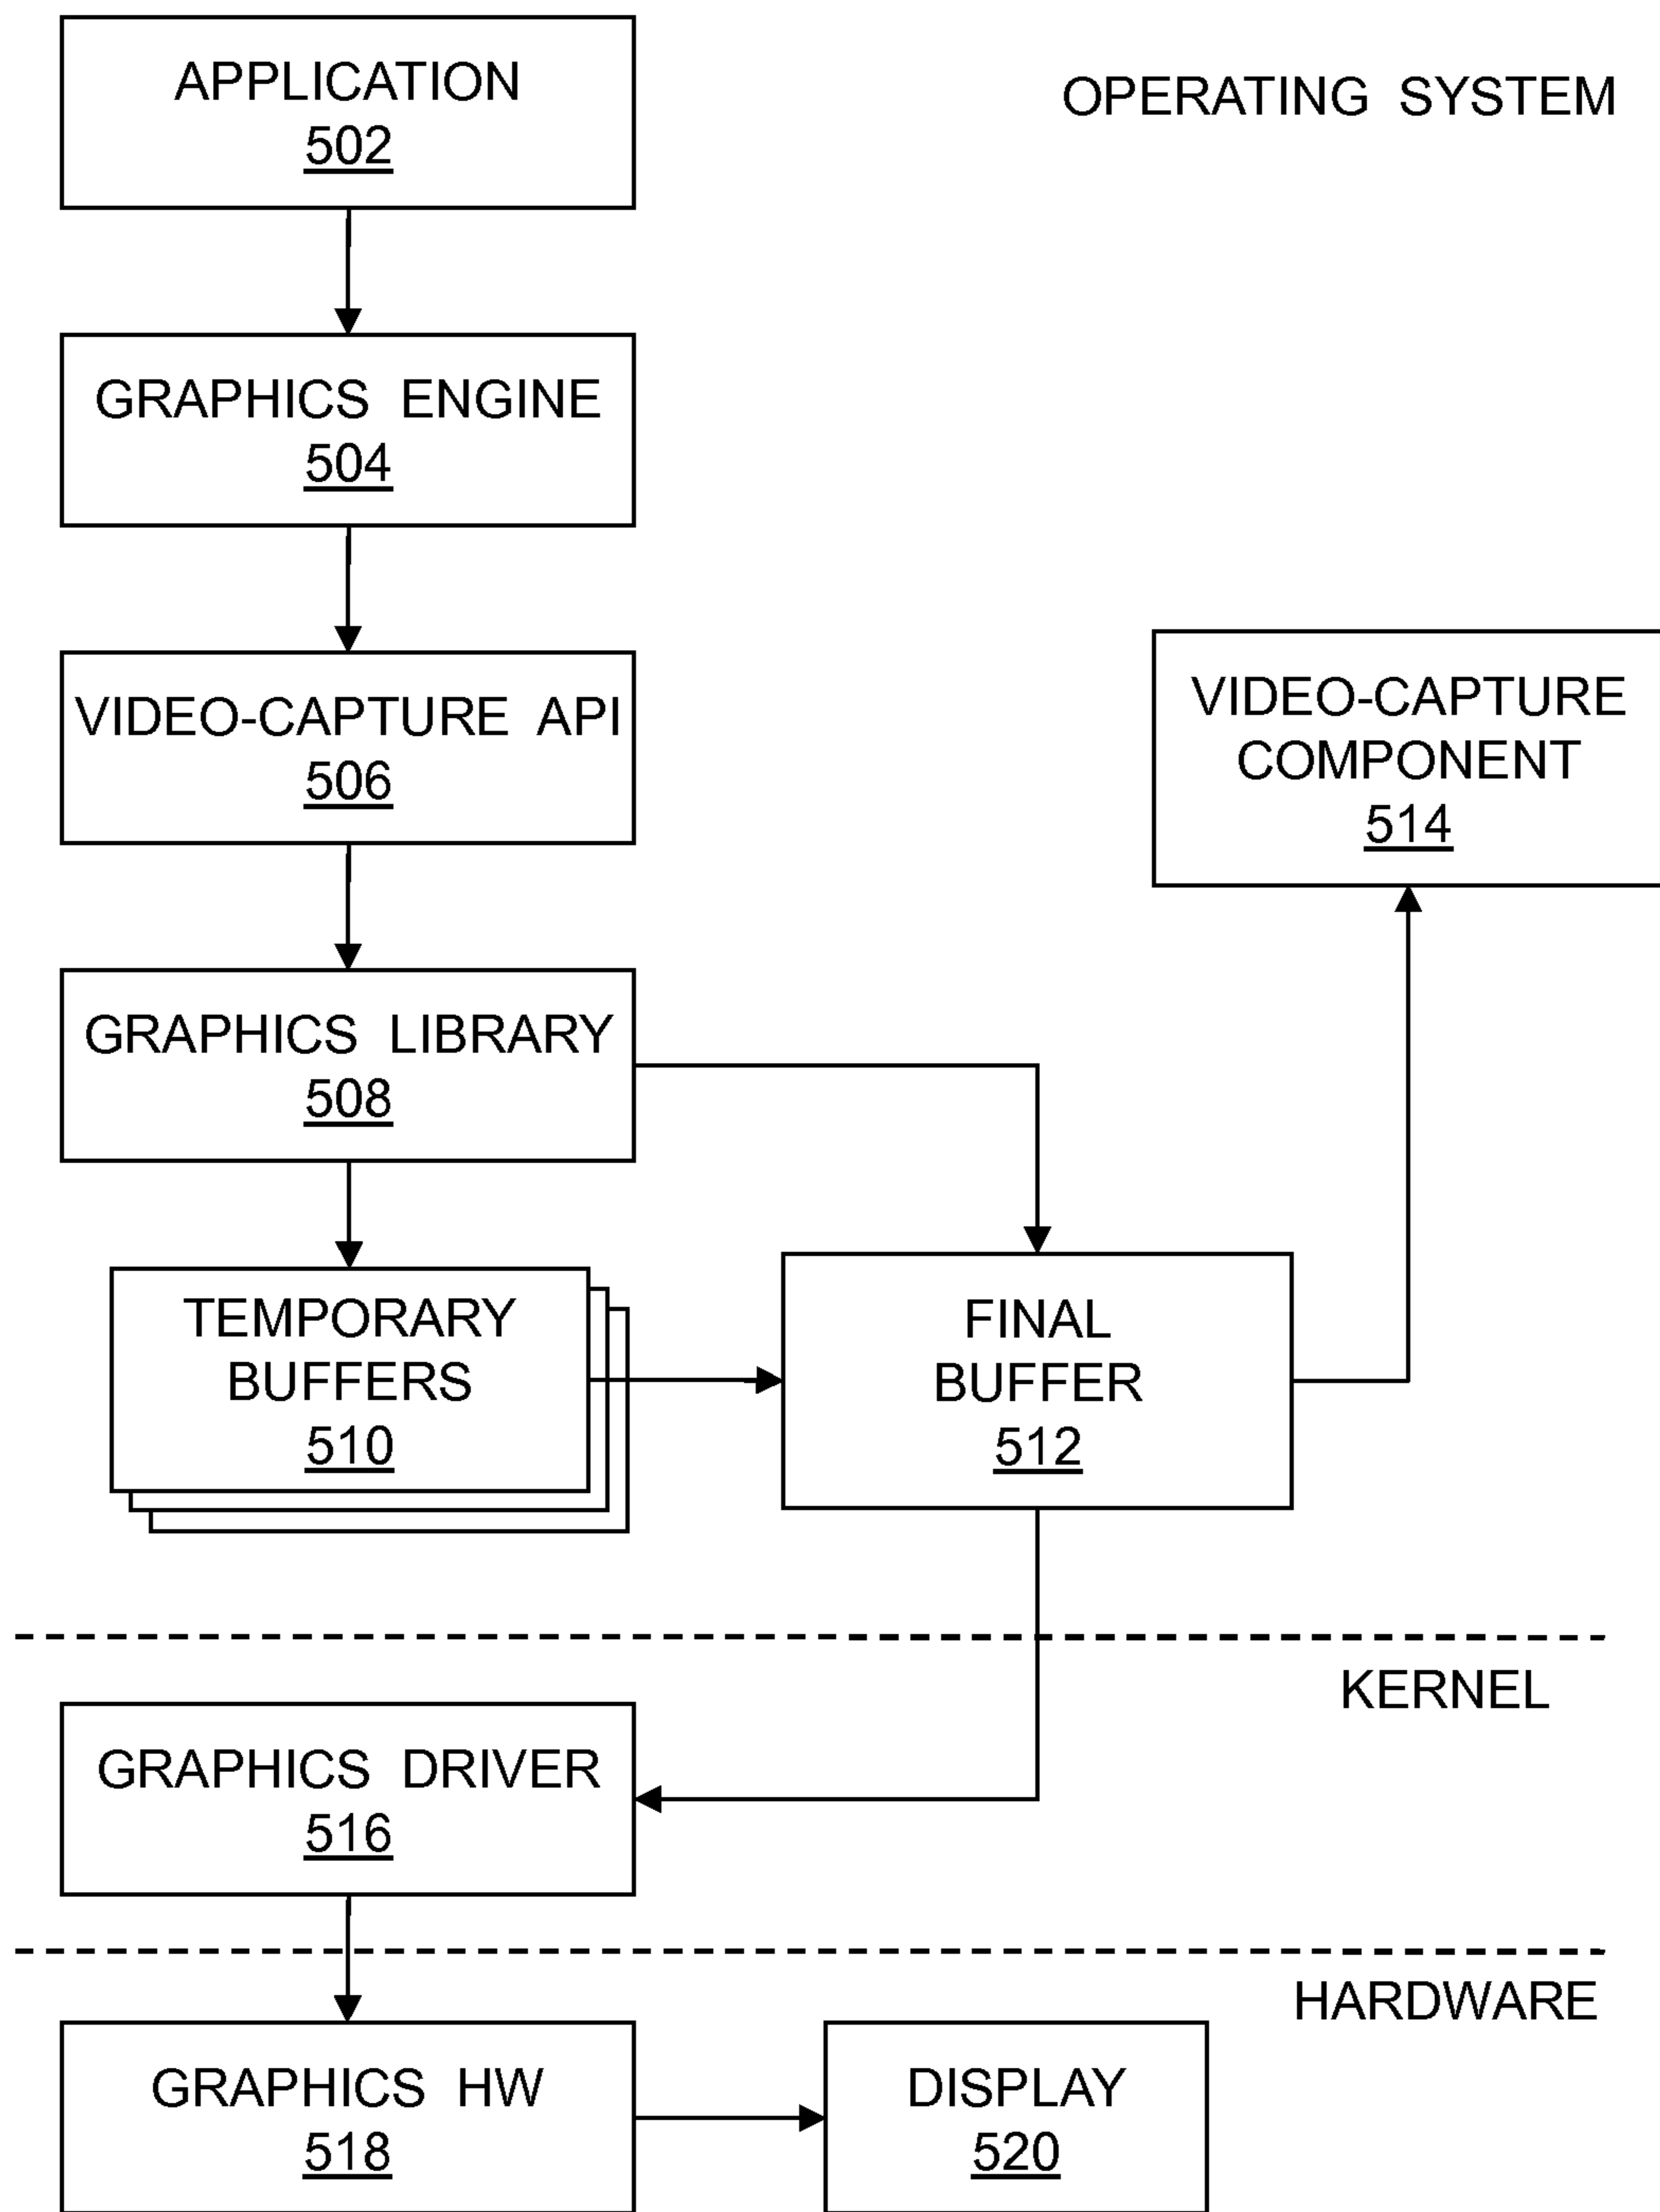 APPLICATION
502
OPERATING SYSTEM
GRAPHICS ENGINE
504
VIDEO-CAPTURE API
506
VIDEO-CAPTURE
COMPONENT
514
GRAPHICS LIBRARY
508
TEMPORARY
BUFFERS
510
FINAL
BUFFER
512
KERNEL
GRAPHICS DRIVER
516
HARDWARE
GRAPHICS HW
518
DISPLAY
520